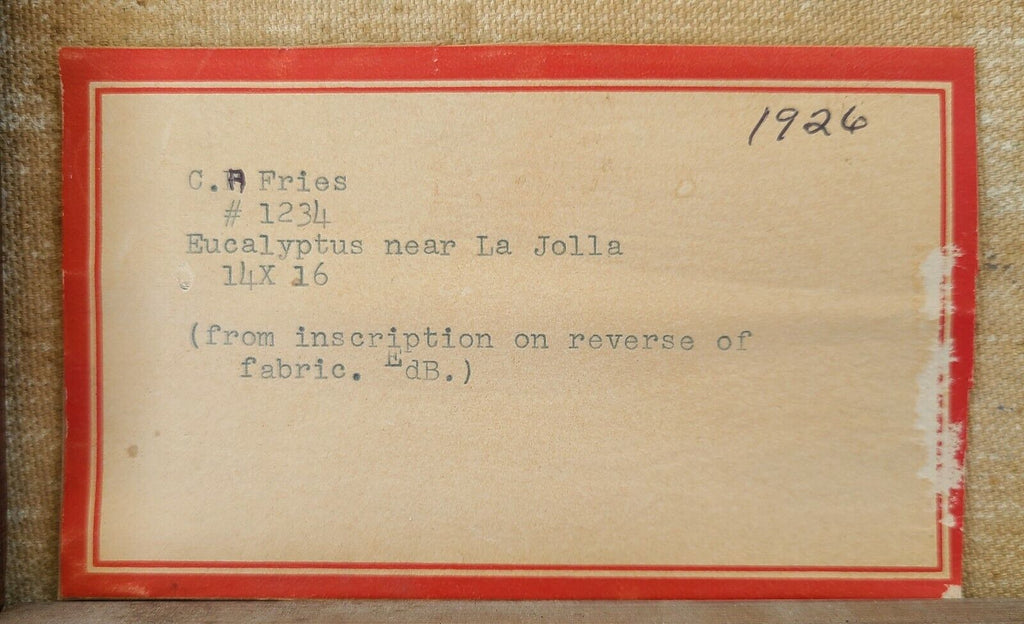 1926
C.A Fries
# 1234
Eucalyptus near La Jolla
14X 16
(from inscription on reverse of
fabric. EdB.)